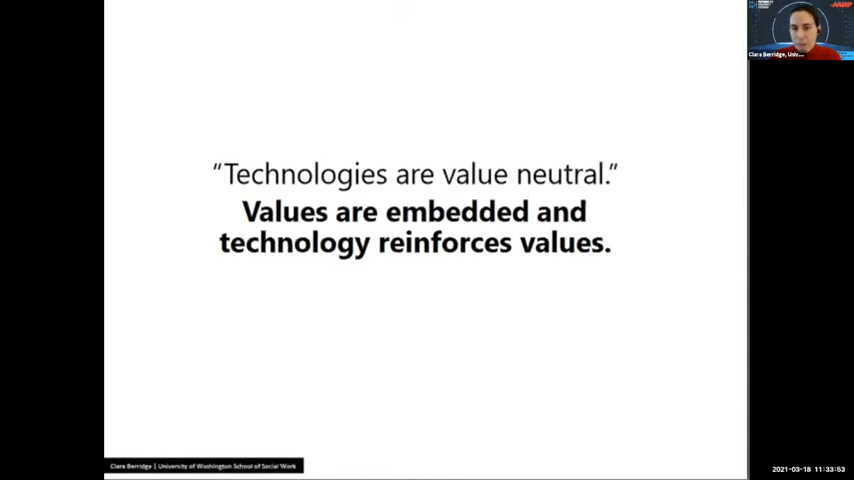 “Technologies are value neutral.”
Values are embedded and
technology reinforces values.
AARP
Clara Berridge, Univ...
Clara Berridge | University of Washington School of Social Work
2021-03-18 11:33:53